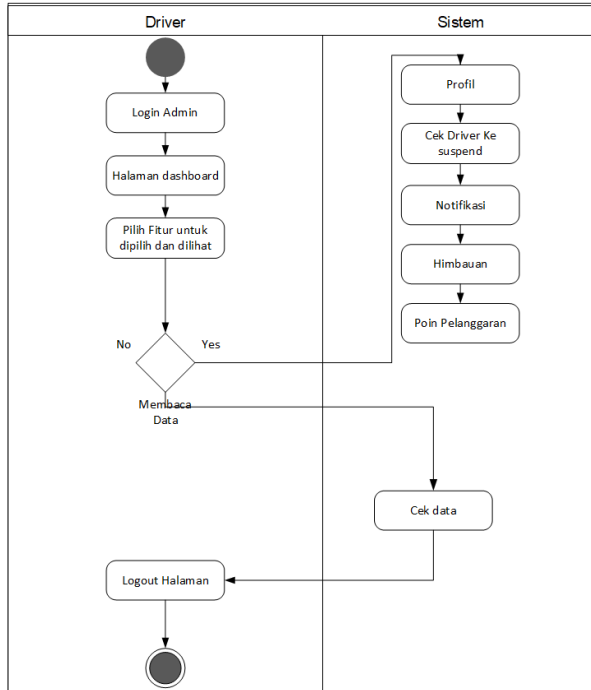 Driver
Sistem
Login Admin
Halaman dashboard
Pilih Fitur untuk
dipilih dan dilihat
No
Yes
Membaca
Data
Profil
Cek Driver Ke
suspend
Notifikasi
Himbauan
Poin Pelanggaran
Cek data
Logout Halaman